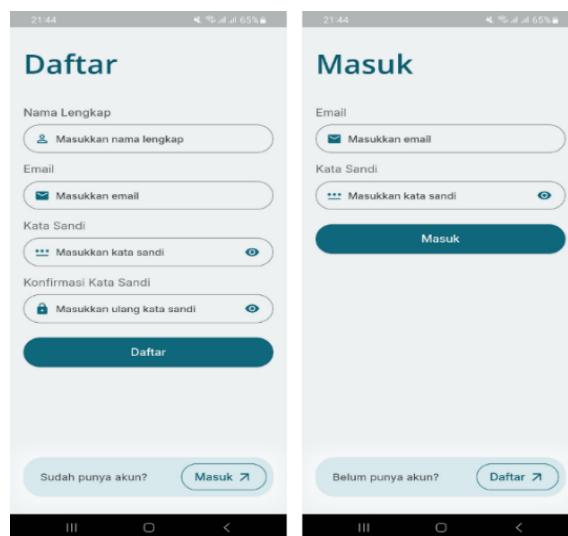 21:44
65%
Daftar
Nama Lengkap
Masukkan nama lengkap
Email
Masukkan email
Kata Sandi
Masukkan kata sandi
Konfirmasi Kata Sandi
Masukkan ulang kata sandi
Daftar
Sudah punya akun?
Masuk
21:44
65%
Masuk
Email
Masukkan email
Kata Sandi
Masukkan kata sandi
Masuk
Belum punya akun?
Daftar